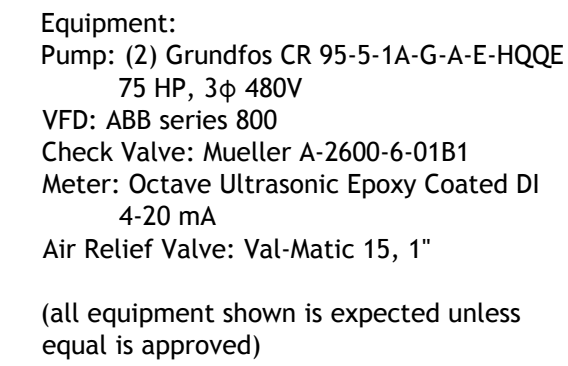 Equipment:
Pump: (2) Grundfos CR 95-5-1A-G-A-E-HQQE
75 HP, 3ϕ 480V
VFD: ABB series 800
Check Valve: Mueller A-2600-6-01B1
Meter: Octave Ultrasonic Epoxy Coated DI
4-20 mA
Air Relief Valve: Val-Matic 15, 1"
(all equipment shown is expected unless
equal is approved)